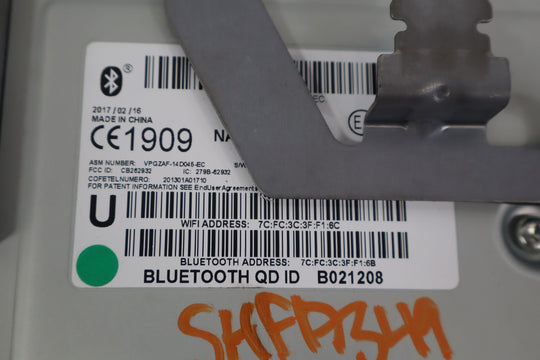 ®
EC
2017/02/16
MADE IN CHINA
CE1909 NA
E
ASM NUMBER: VPGZAF-14D045-EC S/W
FCC ID: CB262932 IC: 279B-62932
COFETELNUMERO: 201301A01710
FOR PATENT INFORMATION SEE EndUserAgreements
U
WIFI ADDRESS: 7C:FC:3C:3F:F1:6C
BLUETOOTH ADDRESS: 7C:FC:3C:3F:F1:6B
BLUETOOTH QD ID B021208